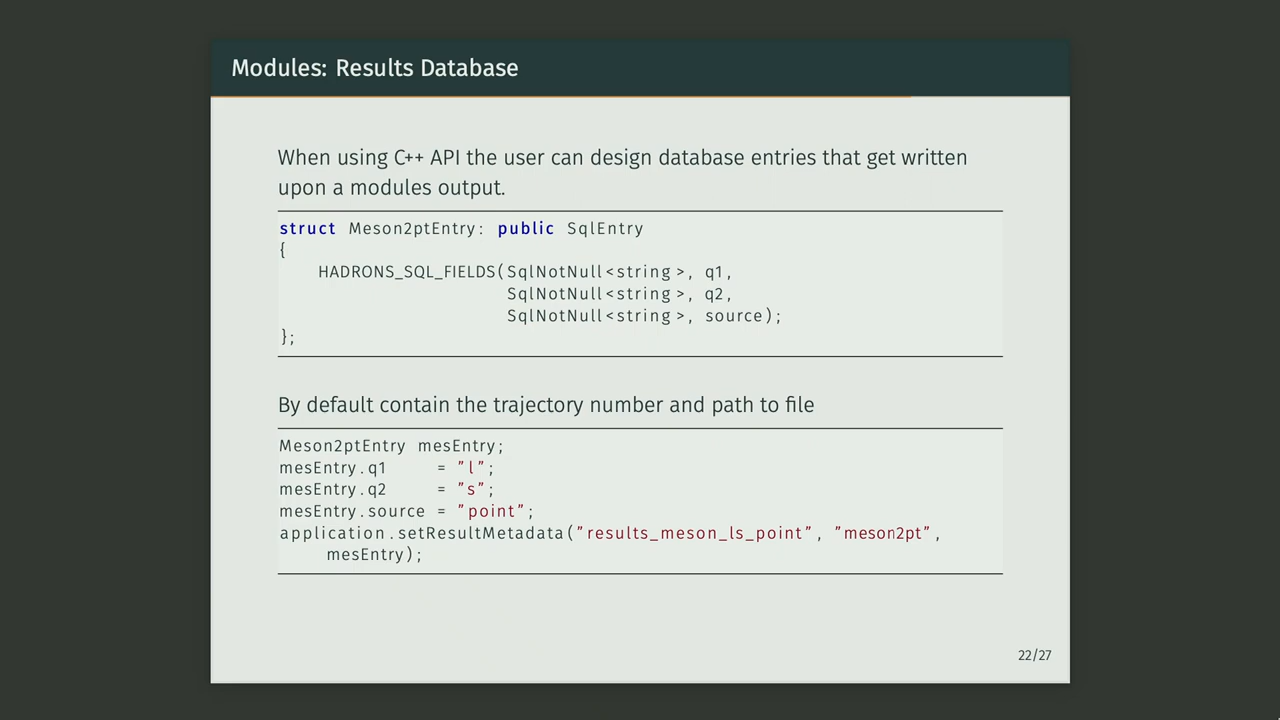 Modules: Results Database
When using C++ API the user can design database entries that get written
upon a modules output.
struct Meson2ptEntry: public SqlEntry
{
HADRONS_SQL_FIELDS(SqlNotNull<string>, q1,
SqlNotNull<string>, q2,
SqlNotNull<string>, source);
};
By default contain the trajectory number and path to file
Meson2ptEntry mesEntry;
mesEntry.q1 = "l";
mesEntry.q2 = "s";
mesEntry.source = "point";
application.setResultMetadata("results_meson_ls_point", "meson2pt",
mesEntry);
22/27